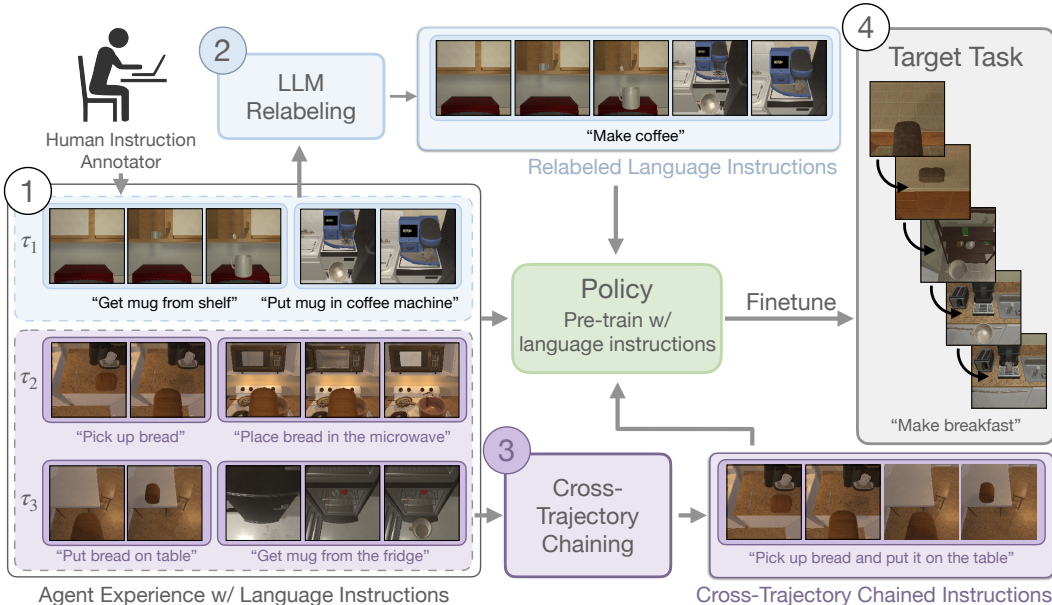 Human Instruction
Annotator
1
2
LLM
Relabeling
"Make coffee"
Relabeled Language Instructions
4
Target Task
"Make breakfast"
τ1
"Get mug from shelf"
"Put mug in coffee machine"
τ2
"Pick up bread"
"Place bread in the microwave"
τ3
"Put bread on table"
"Get mug from the fridge"
Agent Experience w/ Language Instructions
Policy
Pre-train w/
language instructions
Finetune
3
Cross-
Trajectory
Chaining
"Pick up bread and put it on the table"
Cross-Trajectory Chained Instructions